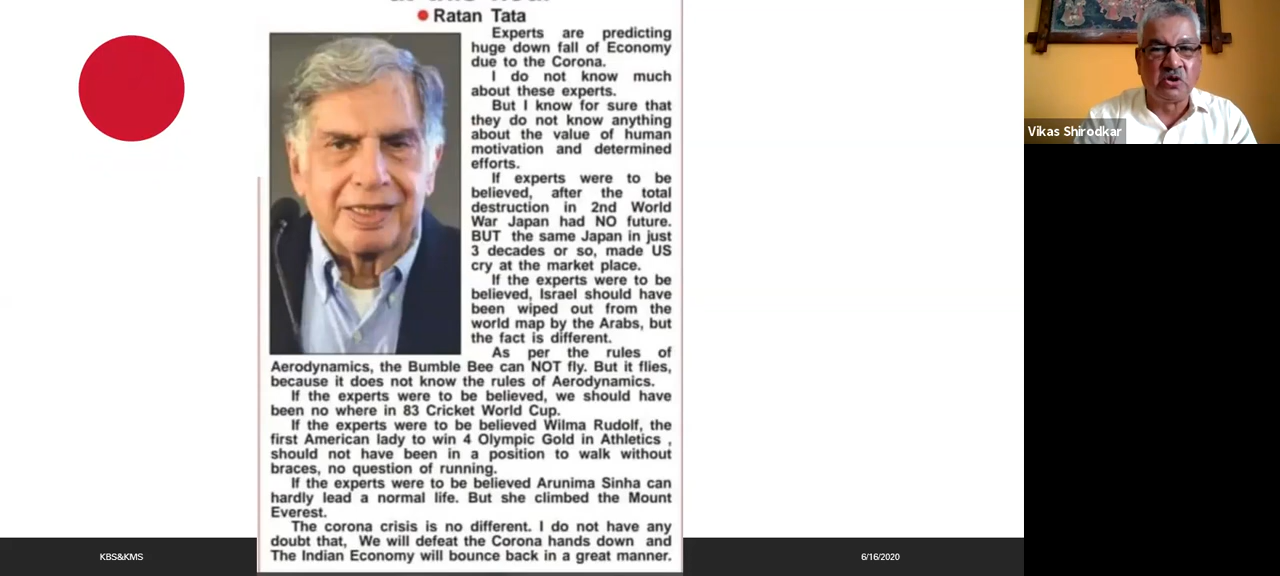 Ratan Tata
Experts are predicting
huge down fall of Economy
due to the Corona.
I do not know much
about these experts.
But I know for sure that
they do not know anything
about the value of human
motivation and determined
efforts.
If experts were to be
believed, after the total
destruction in 2nd World
War Japan had NO future.
BUT the same Japan in just
3 decades or so, made US
cry at the market place.
If the experts were to be
believed, Israel should have
been wiped out from the
world map by the Arabs, but
the fact is different.
As per the rules of
Aerodynamics, the Bumble Bee can NOT fly. But it flies,
because it does not know the rules of Aerodynamics.
If the experts were to be believed, we should have
been no where in 83 Cricket World Cup.
If the experts were to be believed Wilma Rudolf, the
first American lady to win 4 Olympic Gold in Athletics ,
should not have been in a position to walk without
braces, no question of running.
If the experts were to be believed Arunima Sinha can
hardly lead a normal life. But she climbed the Mount
Everest.
The corona crisis is no different. I do not have any
doubt that, We will defeat the Corona hands down and
The Indian Economy will bounce back in a great manner.
KBS&KMS
6/16/2020
Vikas Shirodkar